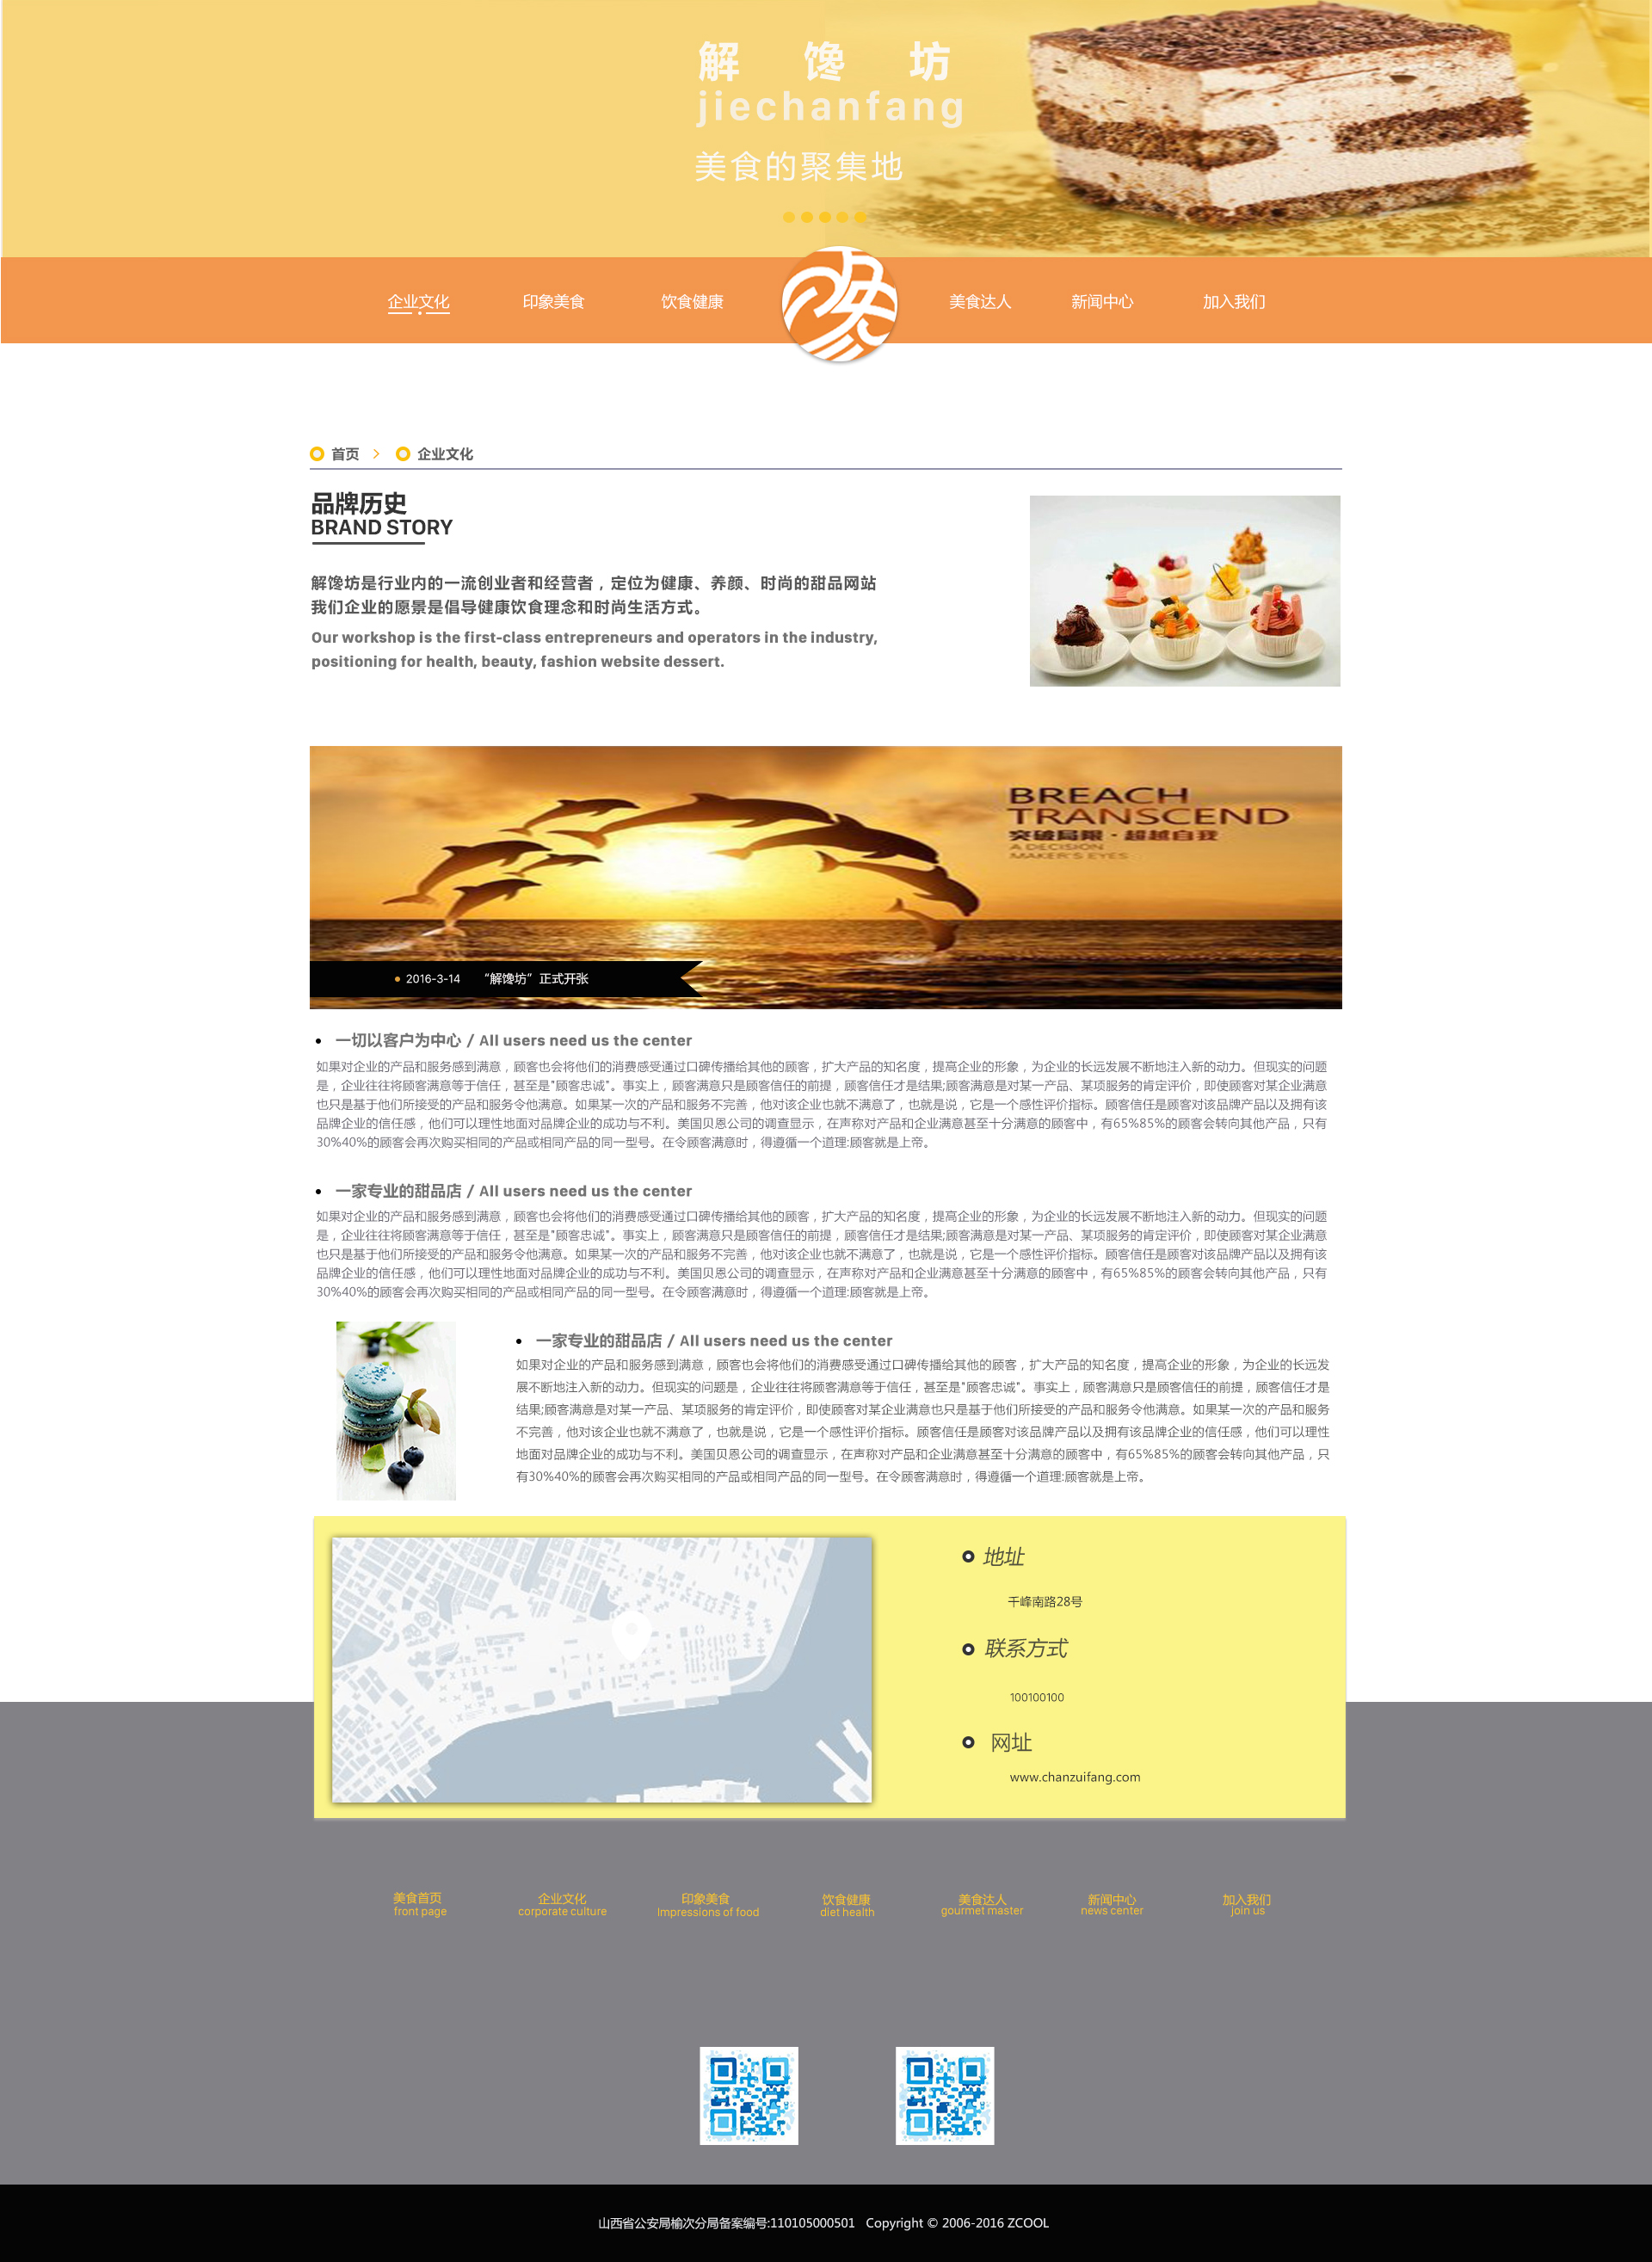 解 馋 坊
jiechanfang
美食的聚集地
企业文化 印象美食 饮食健康 美食达人 新闻中心 加入我们
首页 > 企业文化
品牌历史
BRAND STORY
解馋坊是行业内的一流创业者和经营者，定位为健康、养颜、时尚的甜品网站
我们企业的愿景是倡导健康饮食理念和时尚生活方式。
Our workshop is the first-class entrepreneurs and operators in the industry,
positioning for health, beauty, fashion website dessert.
BREACH
TRANSCEND
突破局限·超越自我
A DECISION
MAKER'S EYES
2016-3-14 “解馋坊”正式开张
一切以客户为中心 / All users need us the center
如果对企业的产品和服务感到满意，顾客也会将他们的消费感受通过口碑传播给其他的顾客，扩大产品的知名度，提高企业的形象，为企业的长远发展不断地注入新的动力。但现实的问题
是，企业往往将顾客满意等于信任，甚至是"顾客忠诚"。事实上，顾客满意只是顾客信任的前提，顾客信任才是结果;顾客满意是对某一产品、某项服务的肯定评价，即使顾客对某企业满意
也只是基于他们所接受的产品和服务令他满意。如果某一次的产品和服务不完善，他对该企业也就不满意了，也就是说，它是一个感性评价指标。顾客信任是顾客对该品牌产品以及拥有该
品牌企业的信任感，他们可以理性地面对品牌企业的成功与不利。美国贝恩公司的调查显示，在声称对产品和企业满意甚至十分满意的顾客中，有65%85%的顾客会转向其他产品，只有
30%40%的顾客会再次购买相同的产品或相同产品的同一型号。在令顾客满意时，得遵循一个道理:顾客就是上帝。
一家专业的甜品店 / All users need us the center
如果对企业的产品和服务感到满意，顾客也会将他们的消费感受通过口碑传播给其他的顾客，扩大产品的知名度，提高企业的形象，为企业的长远发展不断地注入新的动力。但现实的问题
是，企业往往将顾客满意等于信任，甚至是"顾客忠诚"。事实上，顾客满意只是顾客信任的前提，顾客信任才是结果;顾客满意是对某一产品、某项服务的肯定评价，即使顾客对某企业满意
也只是基于他们所接受的产品和服务令他满意。如果某一次的产品和服务不完善，他对该企业也就不满意了，也就是说，它是一个感性评价指标。顾客信任是顾客对该品牌产品以及拥有该
品牌企业的信任感，他们可以理性地面对品牌企业的成功与不利。美国贝恩公司的调查显示，在声称对产品和企业满意甚至十分满意的顾客中，有65%85%的顾客会转向其他产品，只有
30%40%的顾客会再次购买相同的产品或相同产品的同一型号。在令顾客满意时，得遵循一个道理:顾客就是上帝。
一家专业的甜品店 / All users need us the center
如果对企业的产品和服务感到满意，顾客也会将他们的消费感受通过口碑传播给其他的顾客，扩大产品的知名度，提高企业的形象，为企业的长远发
展不断地注入新的动力。但现实的问题是，企业往往将顾客满意等于信任，甚至是"顾客忠诚"。事实上，顾客满意只是顾客信任的前提，顾客信任才是
结果;顾客满意是对某一产品、某项服务的肯定评价，即使顾客对某企业满意也只是基于他们所接受的产品和服务令他满意。如果某一次的产品和服务
不完善，他对该企业也就不满意了，也就是说，它是一个感性评价指标。顾客信任是顾客对该品牌产品以及拥有该品牌企业的信任感，他们可以理性
地面对品牌企业的成功与不利。美国贝恩公司的调查显示，在声称对产品和企业满意甚至十分满意的顾客中，有65%85%的顾客会转向其他产品，只
有30%40%的顾客会再次购买相同的产品或相同产品的同一型号。在令顾客满意时，得遵循一个道理:顾客就是上帝。
地址
千峰南路28号
联系方式
100100100
网址
www.chanzuifang.com
美食首页 企业文化 印象美食 饮食健康 美食达人 新闻中心 加入我们
front page corporate culture Impressions of food diet health gourmet master news center join us
山西省公安局榆次分局备案编号:110105000501 Copyright © 2006-2016 ZCOOL